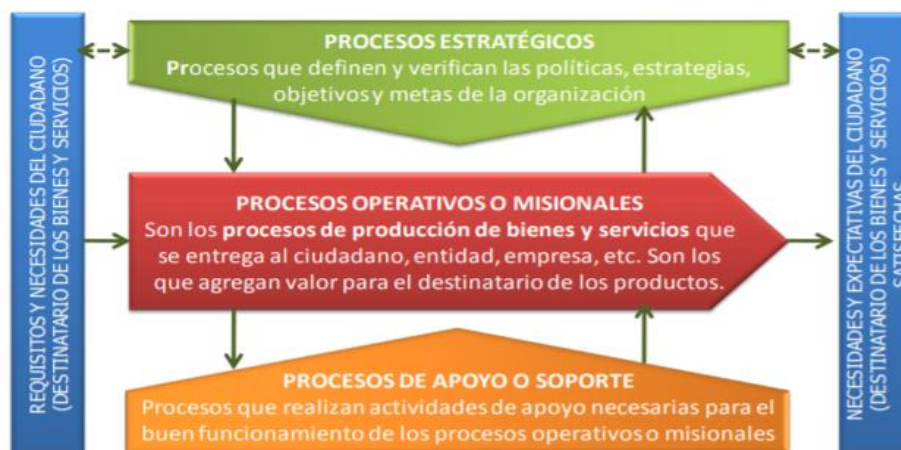 REQUISITOS Y NECESIDADES DEL CIUDADANO
(DESTINATARIO DE LOS BIENES Y SERVICIOS)
PROCESOS ESTRATÉGICOS
Procesos que definen y verifican las políticas, estrategias,
objetivos y metas de la organización
PROCESOS OPERATIVOS O MISIONALES
Son los procesos de producción de bienes y servicios que
se entrega al ciudadano, entidad, empresa, etc. Son los
que agregan valor para el destinatario de los productos.
PROCESOS DE APOYO O SOPORTE
Procesos que realizan actividades de apoyo necesarias para el
buen funcionamiento de los procesos operativos o misionales
NECESIDADES Y EXPECTATIVAS DEL CIUDADANO
(DESTINATARIO DE LOS BIENES Y SERVICIOS)
SATISFECHAS